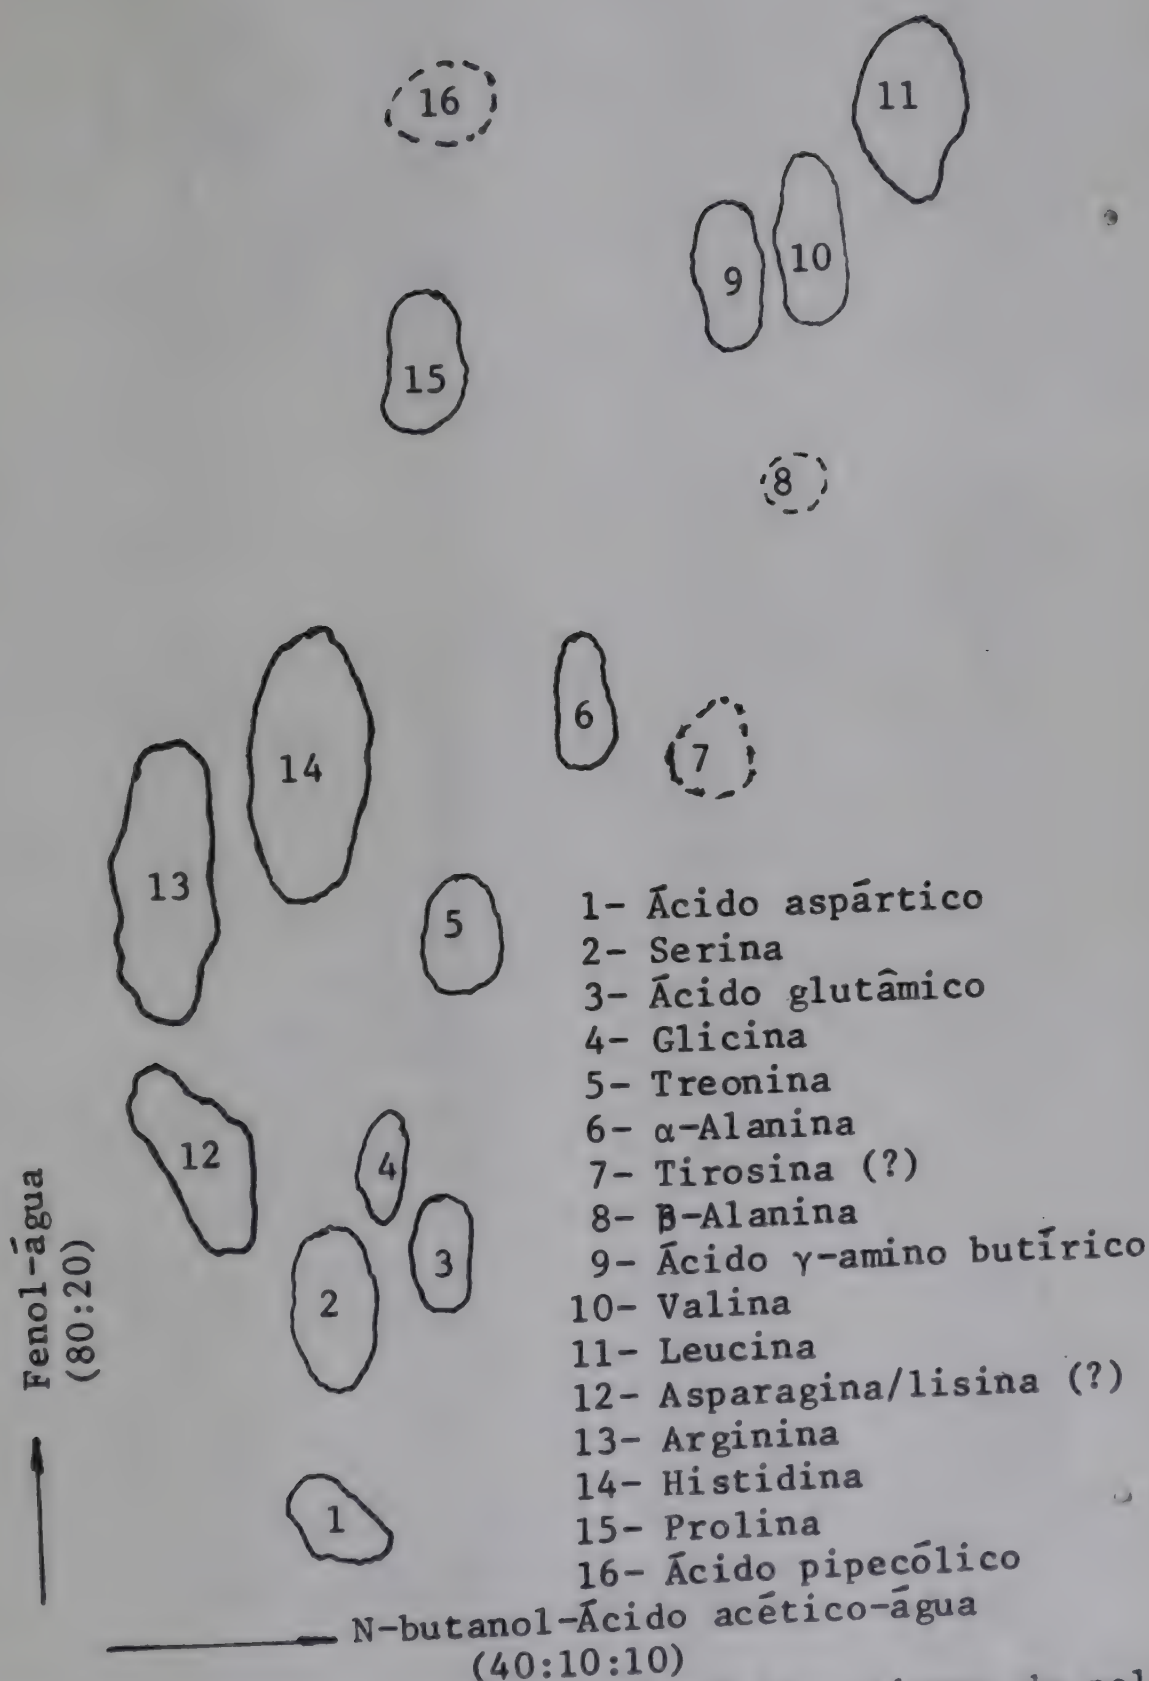 16
11
9
10
15
8
6
7
14
13
5
12
4
3
2
1
1- Ácido aspártico
2- Serina
3- Ácido glutâmico
4- Glicina
5- Treonina
6- α-Alanina
7- Tirosina (?)
8- β-Alanina
9- Ácido γ-amino butírico
10- Valina
11- Leucina
12- Asparagina/lisina (?)
13- Arginina
14- Histidina
15- Prolina
16- Ácido pipecólico
Fenol-água
(80:20)
N-butanol-Ácido acético-água
(40:10:10)